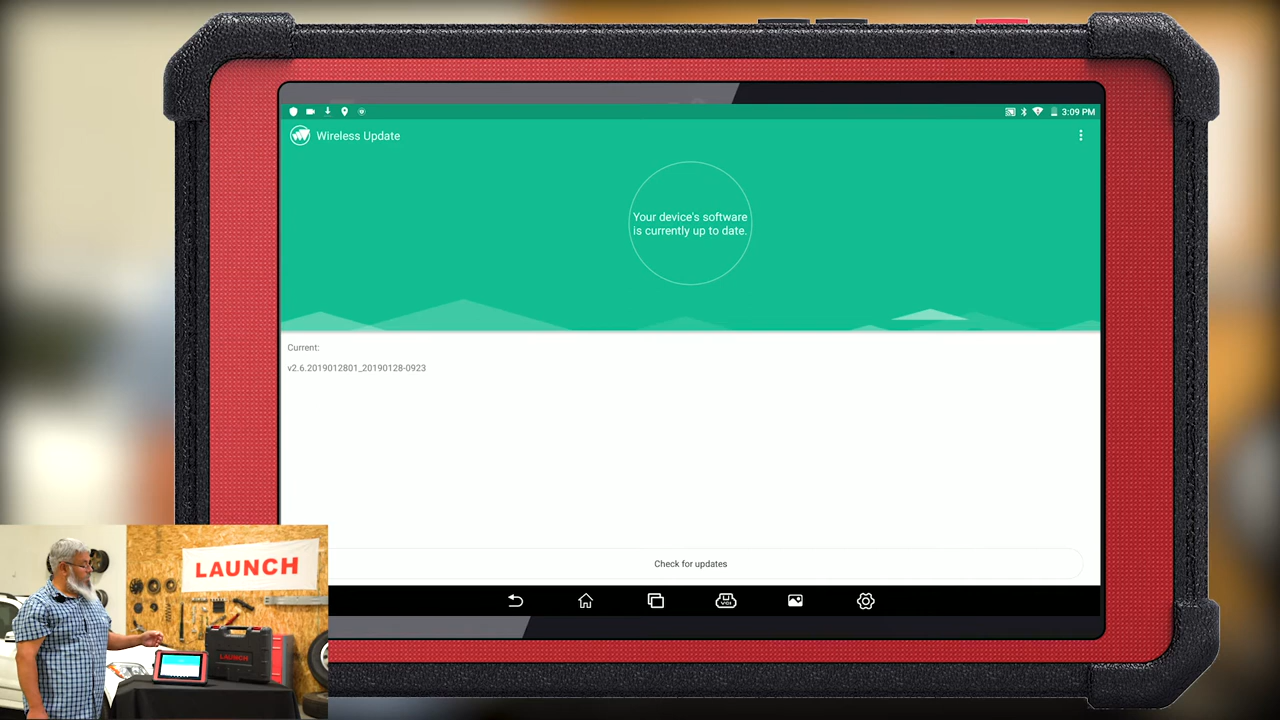 3:09 PM
Wireless Update
Your device's software
is currently up to date.
Current:
v2.6.2019012801_20190128-0923
Check for updates
VCI
LAUNCH
LAUNCH